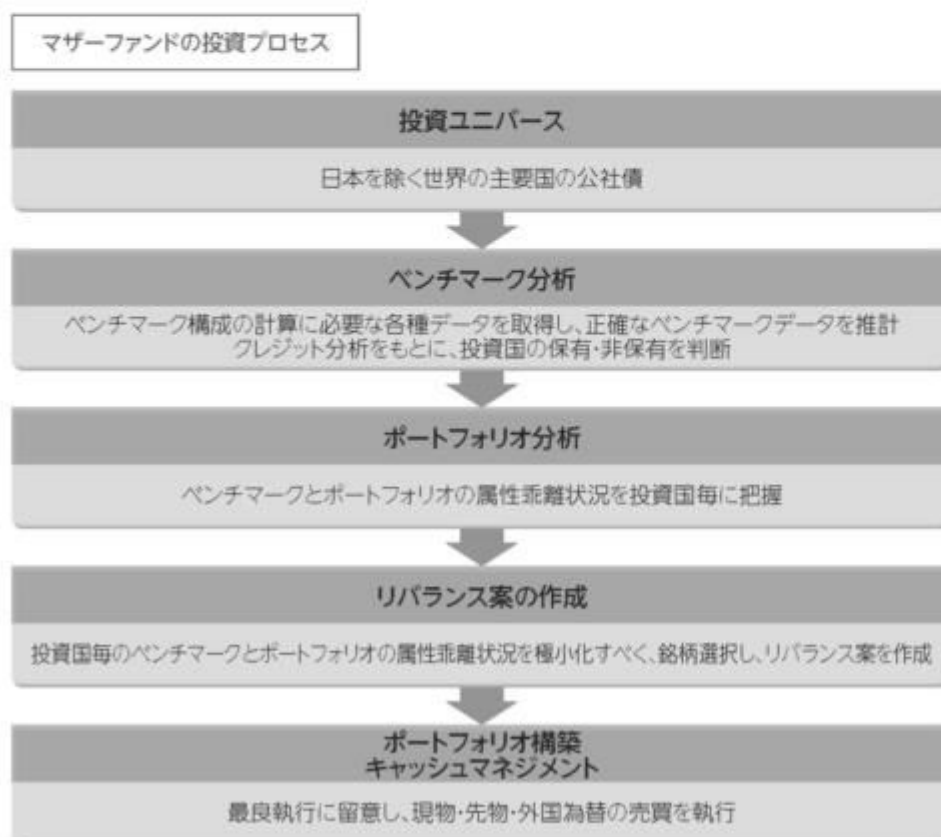 マザーファンドの投資プロセス
投資ユニバース
日本を除く世界の主要国の公社債
ベンチマーク分析
ベンチマーク構成の計算に必要な各種データを取得し、正確なベンチマークデータを推計
クレジット分析をもとに、投資国の保有・非保有を判断
ポートフォリオ分析
ベンチマークとポートフォリオの属性乖離状況を投資国毎に把握
リバランス案の作成
投資国毎のベンチマークとポートフォリオの属性乖離状況を極小化すべく、銘柄選択し、リバランス案を作成
ポートフォリオ構築
キャッシュマネジメント
最良執行に留意し、現物・先物・外国為替の売買を執行